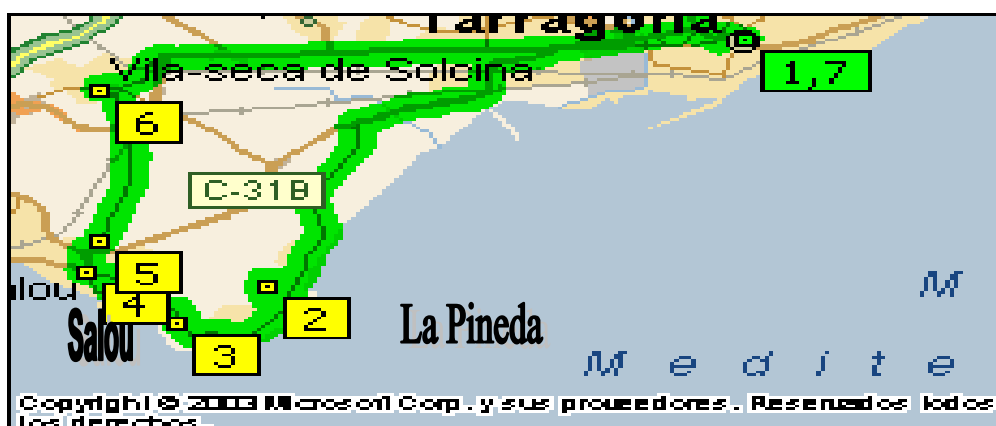 Tarragona
Vila-seca de Solcina
1,7
6
C-31B
5
alou
4
Salou
2
3
La Pineda
M
M e d i t e
Copyright © 2003 Microsoft Corp. y sus proveedores. Reservados todos
los derechos.